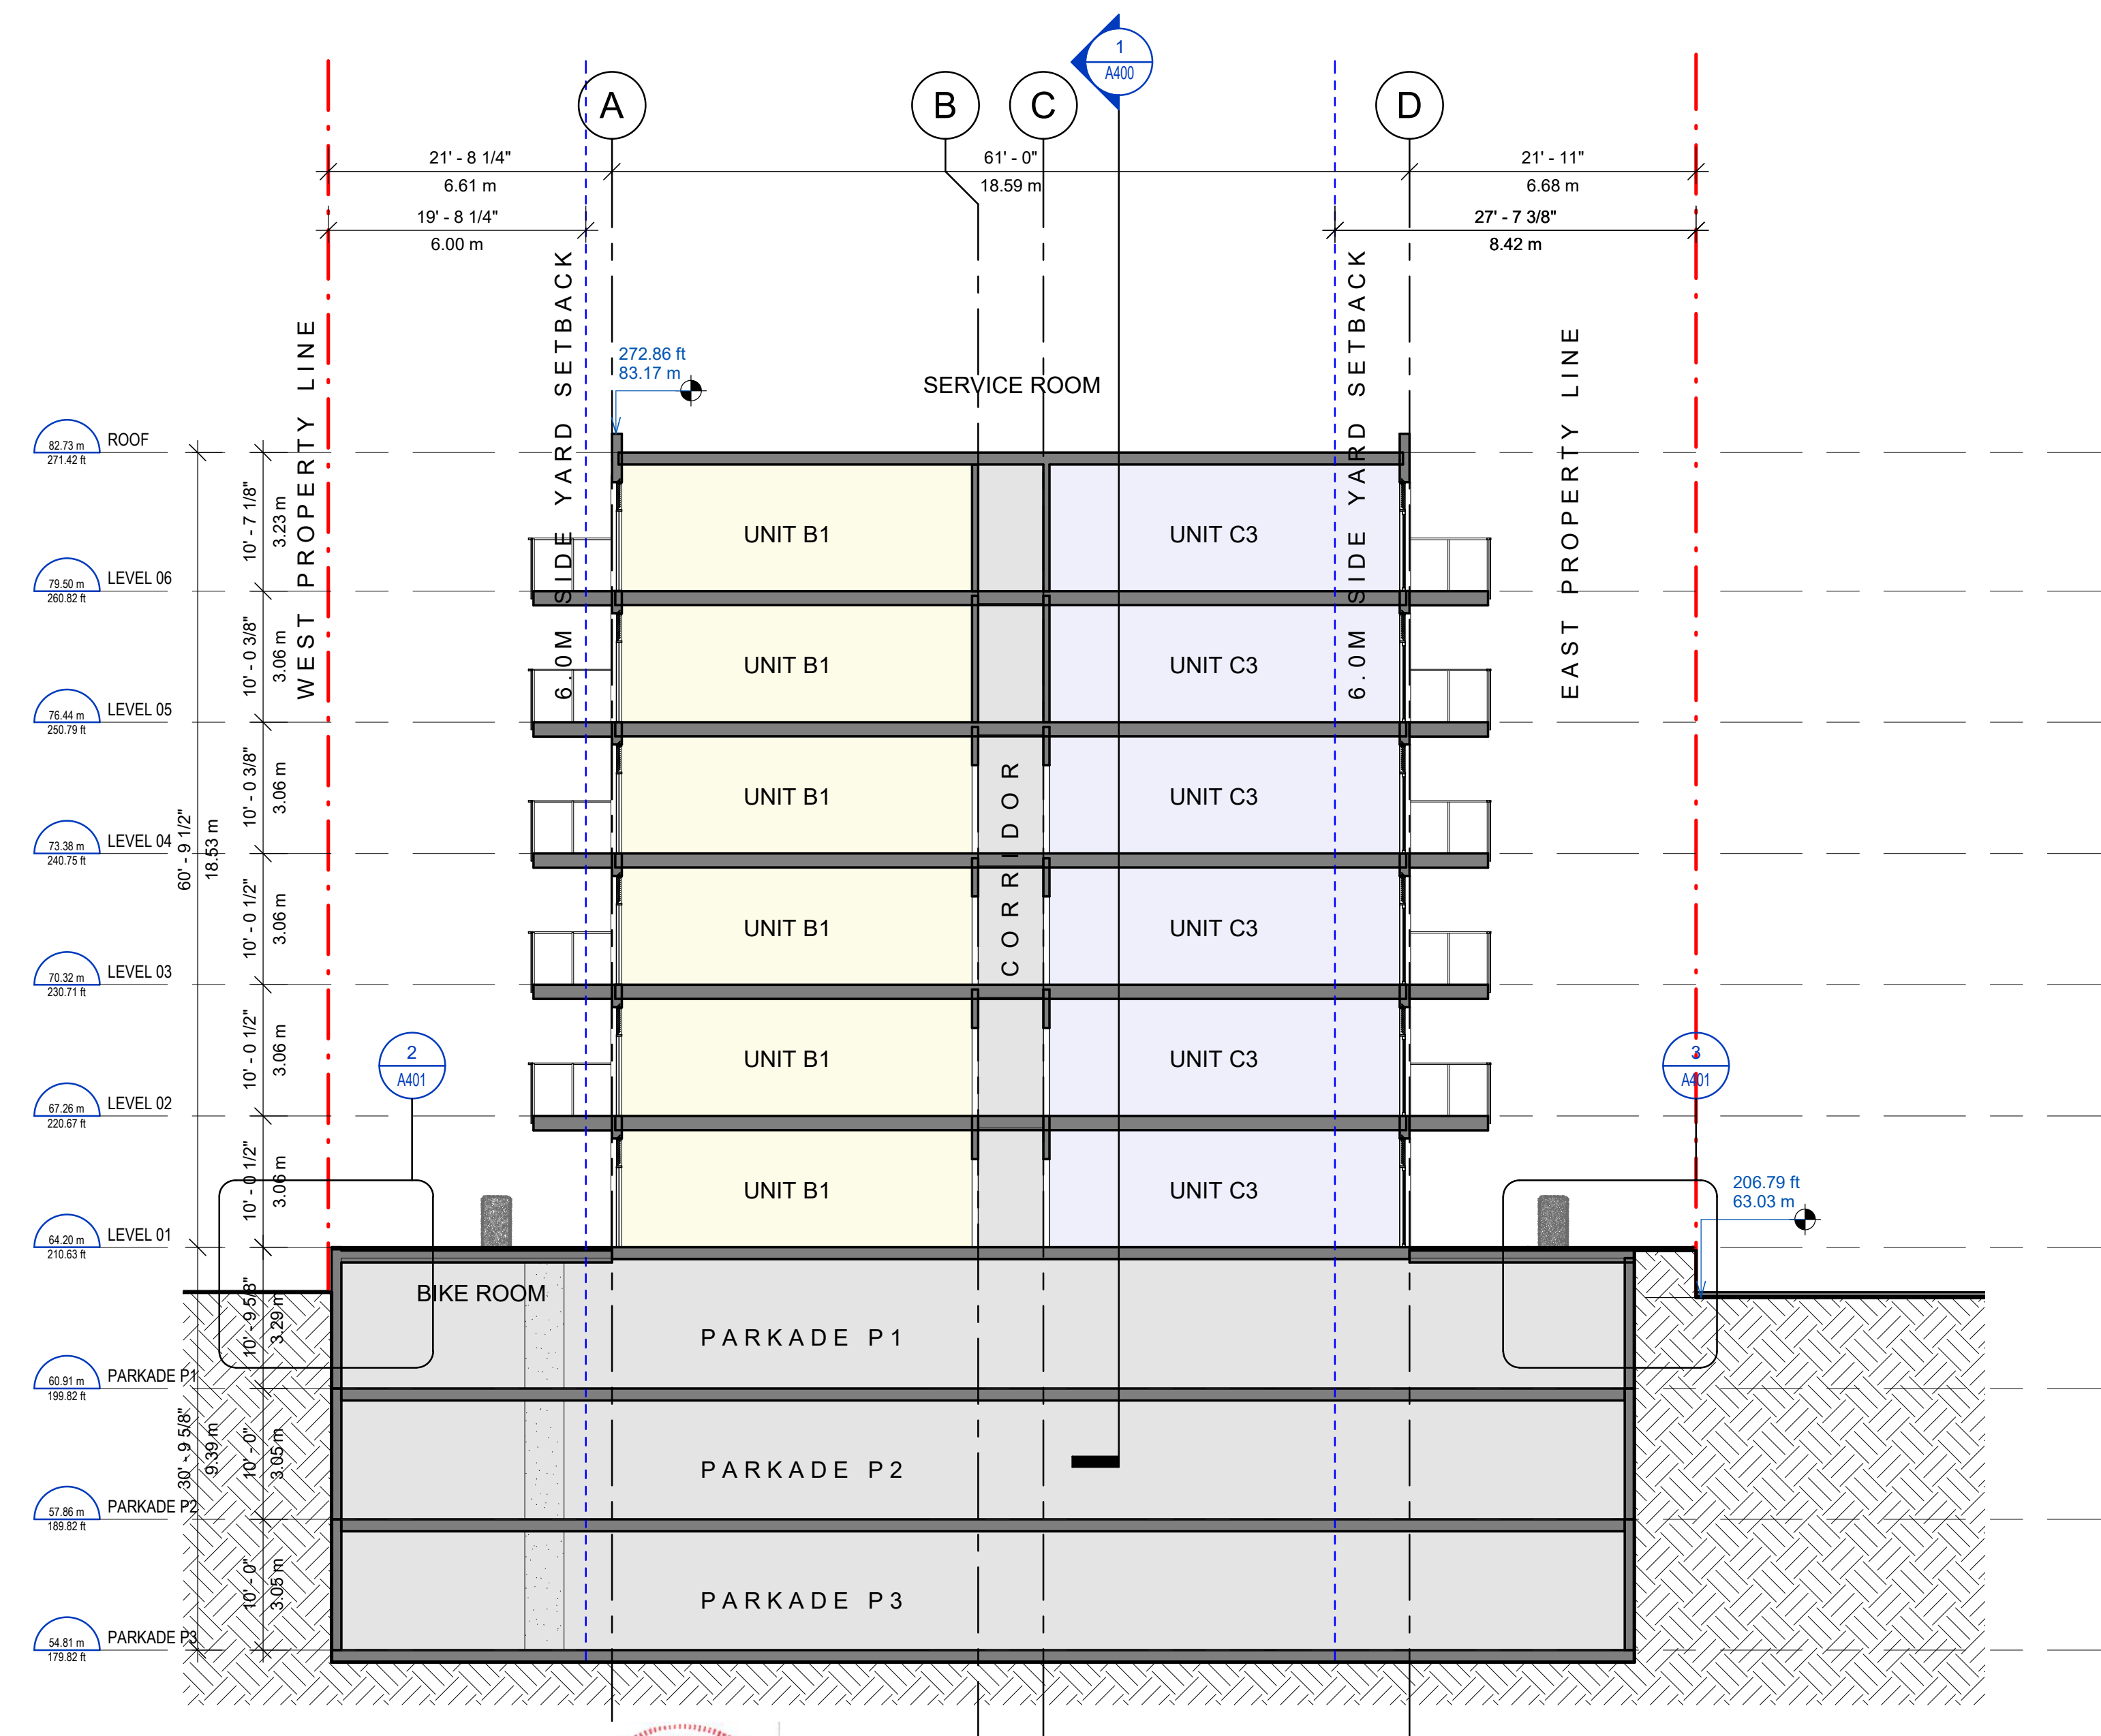 1
A400
A
B
C
D
21' - 8 1/4"
61' - 0"
21' - 11"
6.61 m
18.59 m
6.68 m
19' - 8 1/4"
27' - 7 3/8"
6.00 m
8.42 m
WEST PROPERTY LINE
6.0M SIDE YARD SETBACK
6.0M SIDE YARD SETBACK
EAST PROPERTY LINE
272.86 ft
83.17 m
SERVICE ROOM
82.73 m
271.42 ft
ROOF
10' - 7 1/8"
3.23 m
UNIT B1
UNIT C3
79.50 m
260.82 ft
LEVEL 06
10' - 0 3/8"
3.06 m
UNIT B1
UNIT C3
76.44 m
250.79 ft
LEVEL 05
10' - 0 3/8"
3.06 m
UNIT B1
UNIT C3
CORRIDOR
73.38 m
240.75 ft
LEVEL 04
60' - 9 1/2"
18.53 m
10' - 0 1/2"
3.06 m
UNIT B1
UNIT C3
70.32 m
230.71 ft
LEVEL 03
10' - 0 1/2"
3.06 m
UNIT B1
UNIT C3
2
A401
3
A401
67.26 m
220.67 ft
LEVEL 02
10' - 0 1/2"
3.06 m
UNIT B1
UNIT C3
206.79 ft
63.03 m
64.20 m
210.63 ft
LEVEL 01
BIKE ROOM
10' - 9 5/8"
3.29 m
PARKADE P1
60.91 m
199.82 ft
PARKADE P1
30' - 9 5/8"
9.39 m
10' - 0"
3.05 m
PARKADE P2
57.86 m
189.82 ft
PARKADE P2
10' - 0"
3.05 m
PARKADE P3
54.81 m
179.82 ft
PARKADE P3